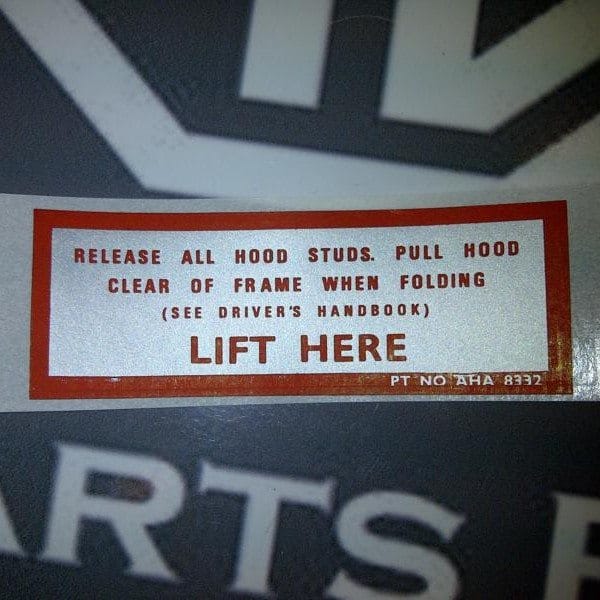 RELEASE ALL HOOD STUDS. PULL HOOD
CLEAR OF FRAME WHEN FOLDING
(SEE DRIVER'S HANDBOOK)
LIFT HERE
PT NO AHA 8332
ARTS